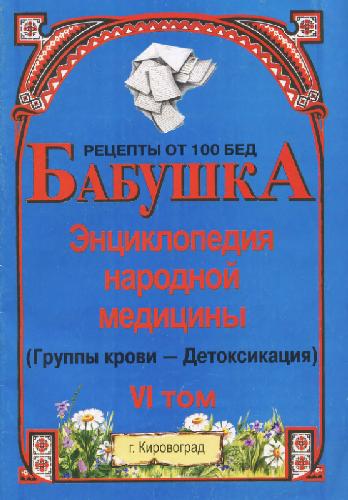 РЕЦЕПТЫ ОТ 100 БЕД
БАБУШКА
Энциклопедия
народной
медицины
(Группы крови — Детоксикация)
VI том
г. Кировоград